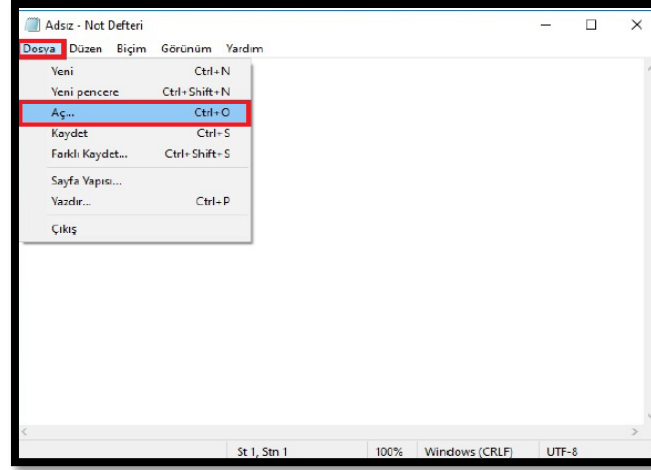 Adsız - Not Defteri
Dosya Düzen Biçim Görünüm Yardım
Yeni Ctrl+N
Yeni pencere Ctrl+Shift+N
Aç... Ctrl+O
Kaydet Ctrl+S
Farklı Kaydet... Ctrl+Shift+S
Sayfa Yapısı...
Yazdır... Ctrl+P
Çıkış
St 1, Stn 1 100% Windows (CRLF) UTF-8